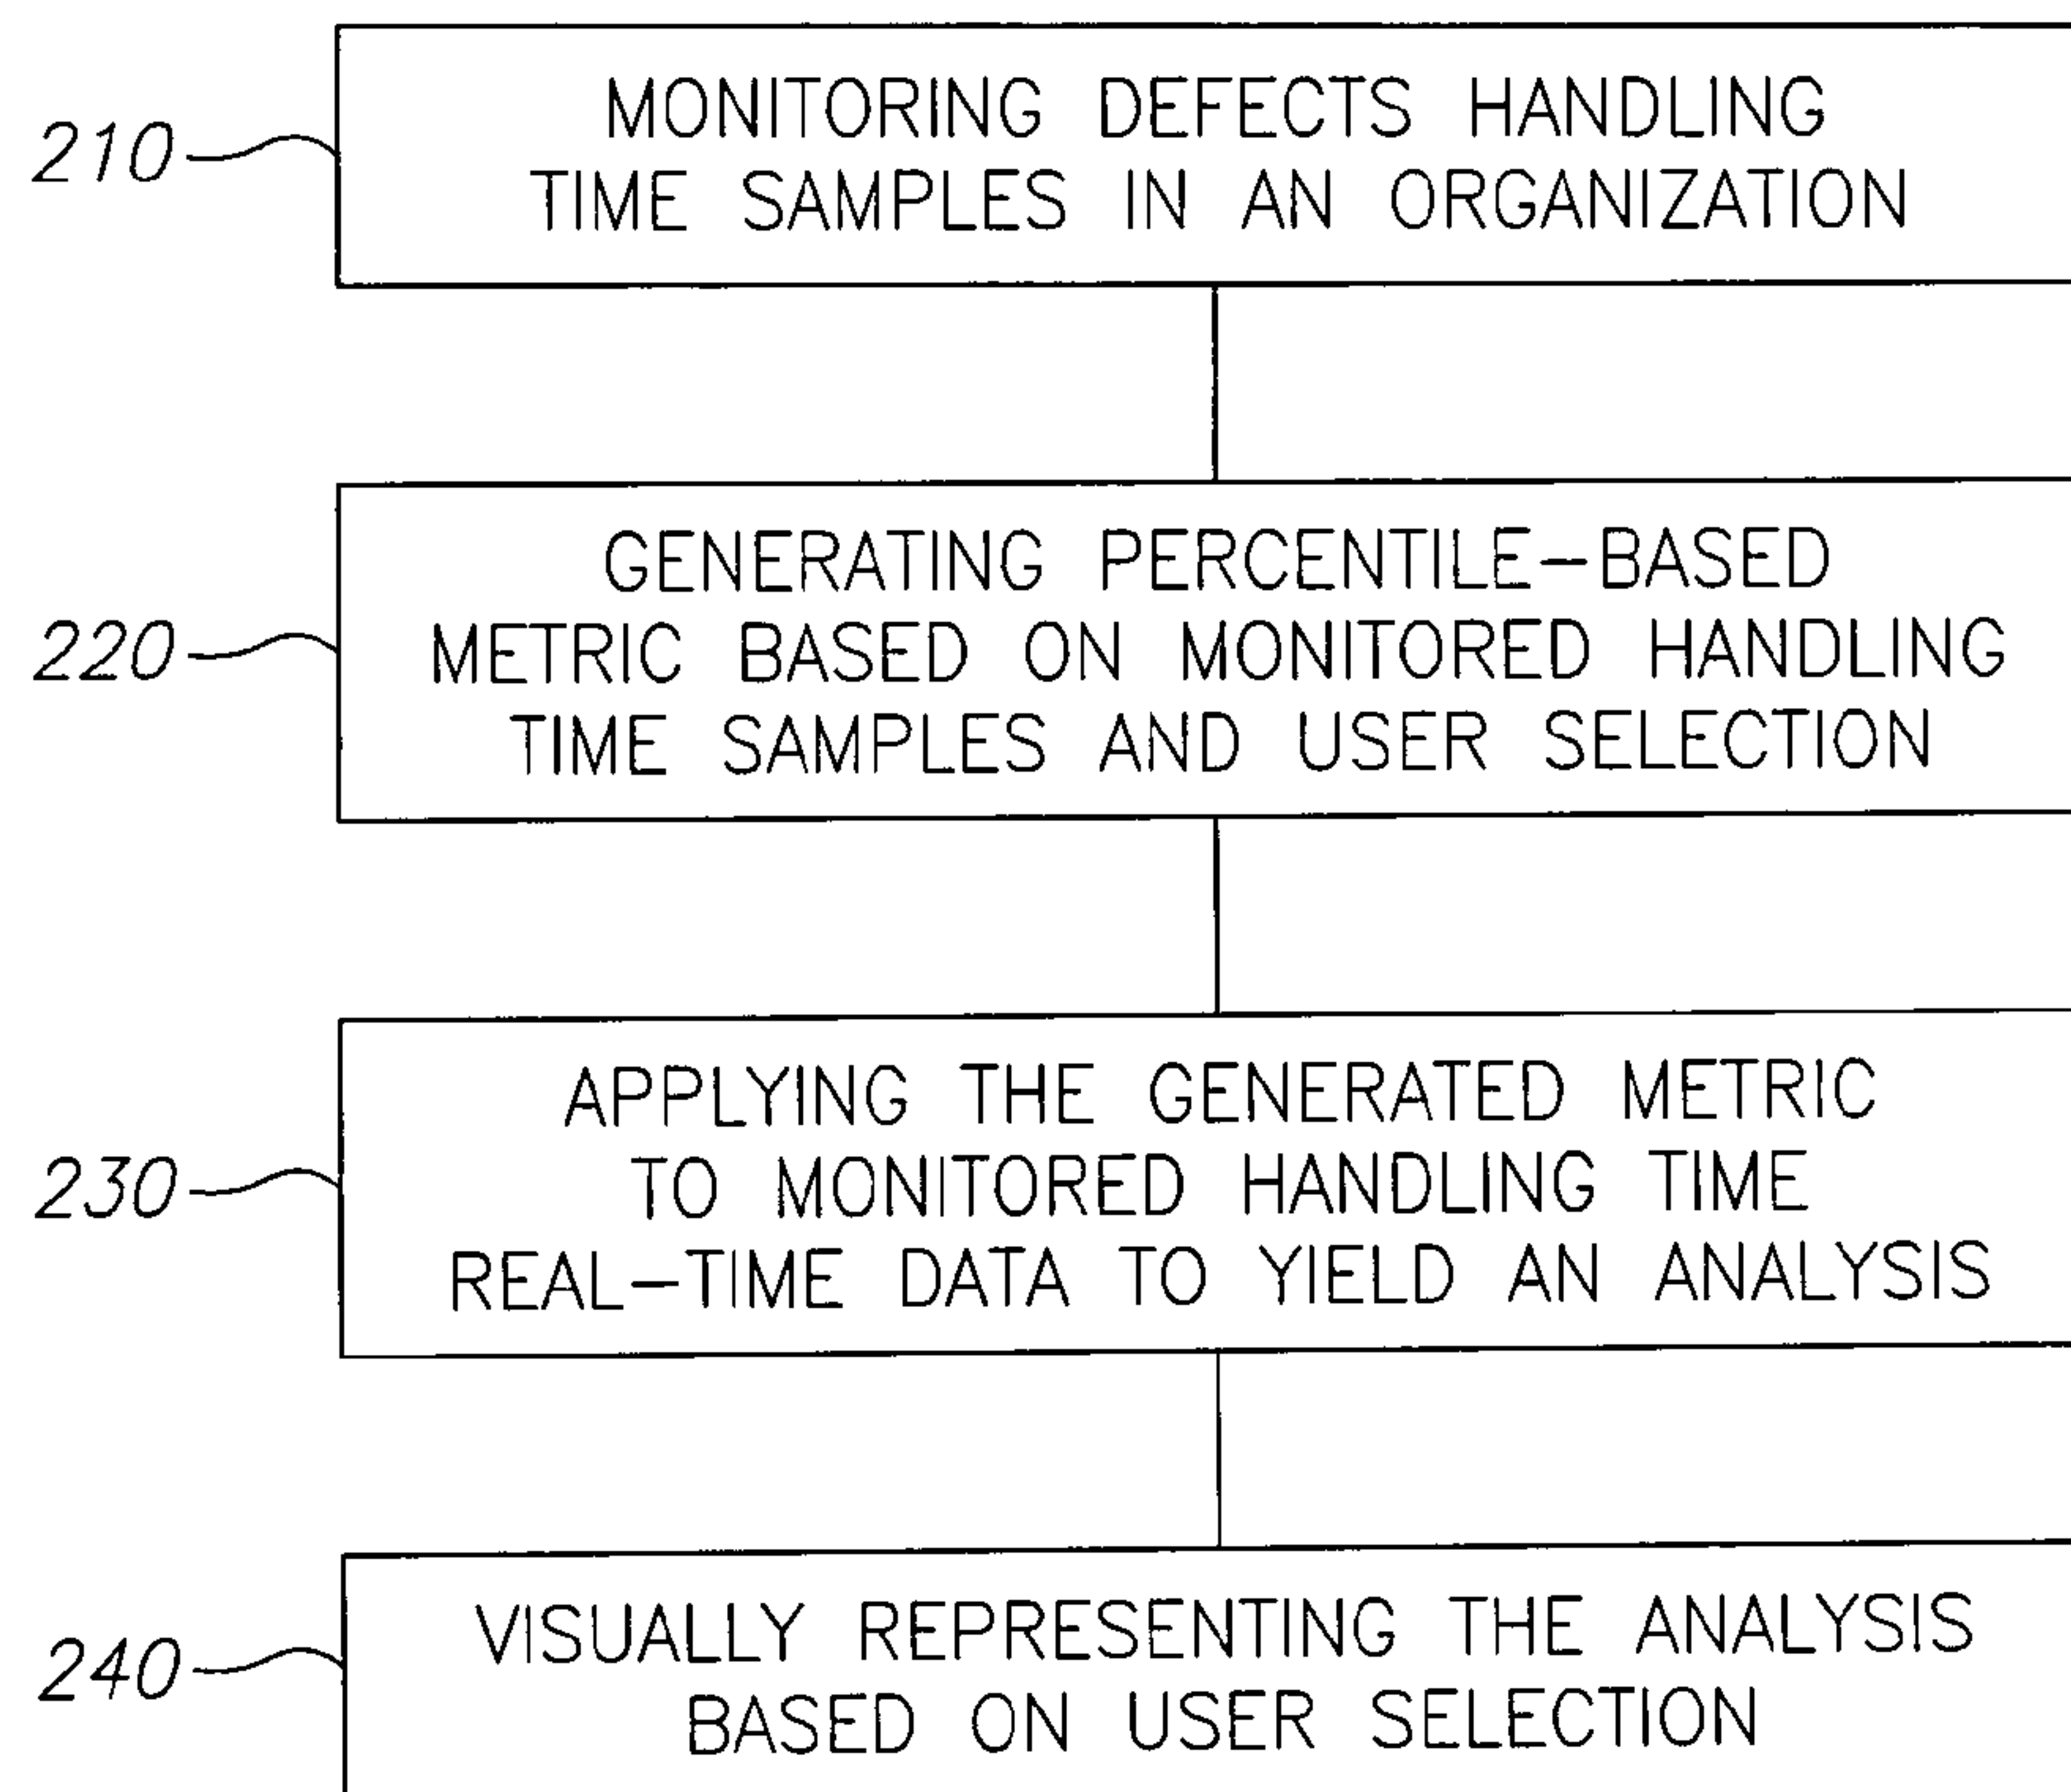 210
MONITORING DEFECTS HANDLING
TIME SAMPLES IN AN ORGANIZATION
220
GENERATING PERCENTILE-BASED
METRIC BASED ON MONITORED HANDLING
TIME SAMPLES AND USER SELECTION
230
APPLYING THE GENERATED METRIC
TO MONITORED HANDLING TIME
REAL-TIME DATA TO YIELD AN ANALYSIS
240
VISUALLY REPRESENTING THE ANALYSIS
BASED ON USER SELECTION